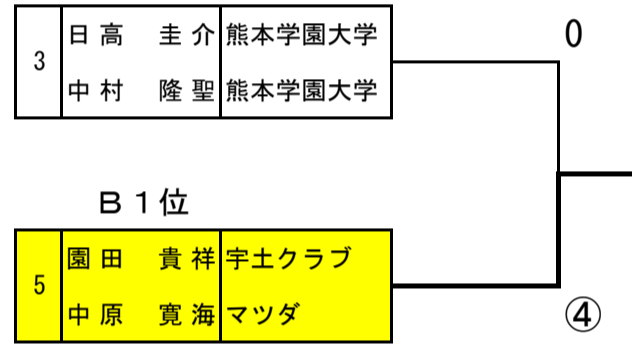 3 日高 圭介 熊本学園大学 0
中村 隆聖 熊本学園大学
B1位
5 園田 貴祥 宇土クラブ
中原 寛海 マツダ ④